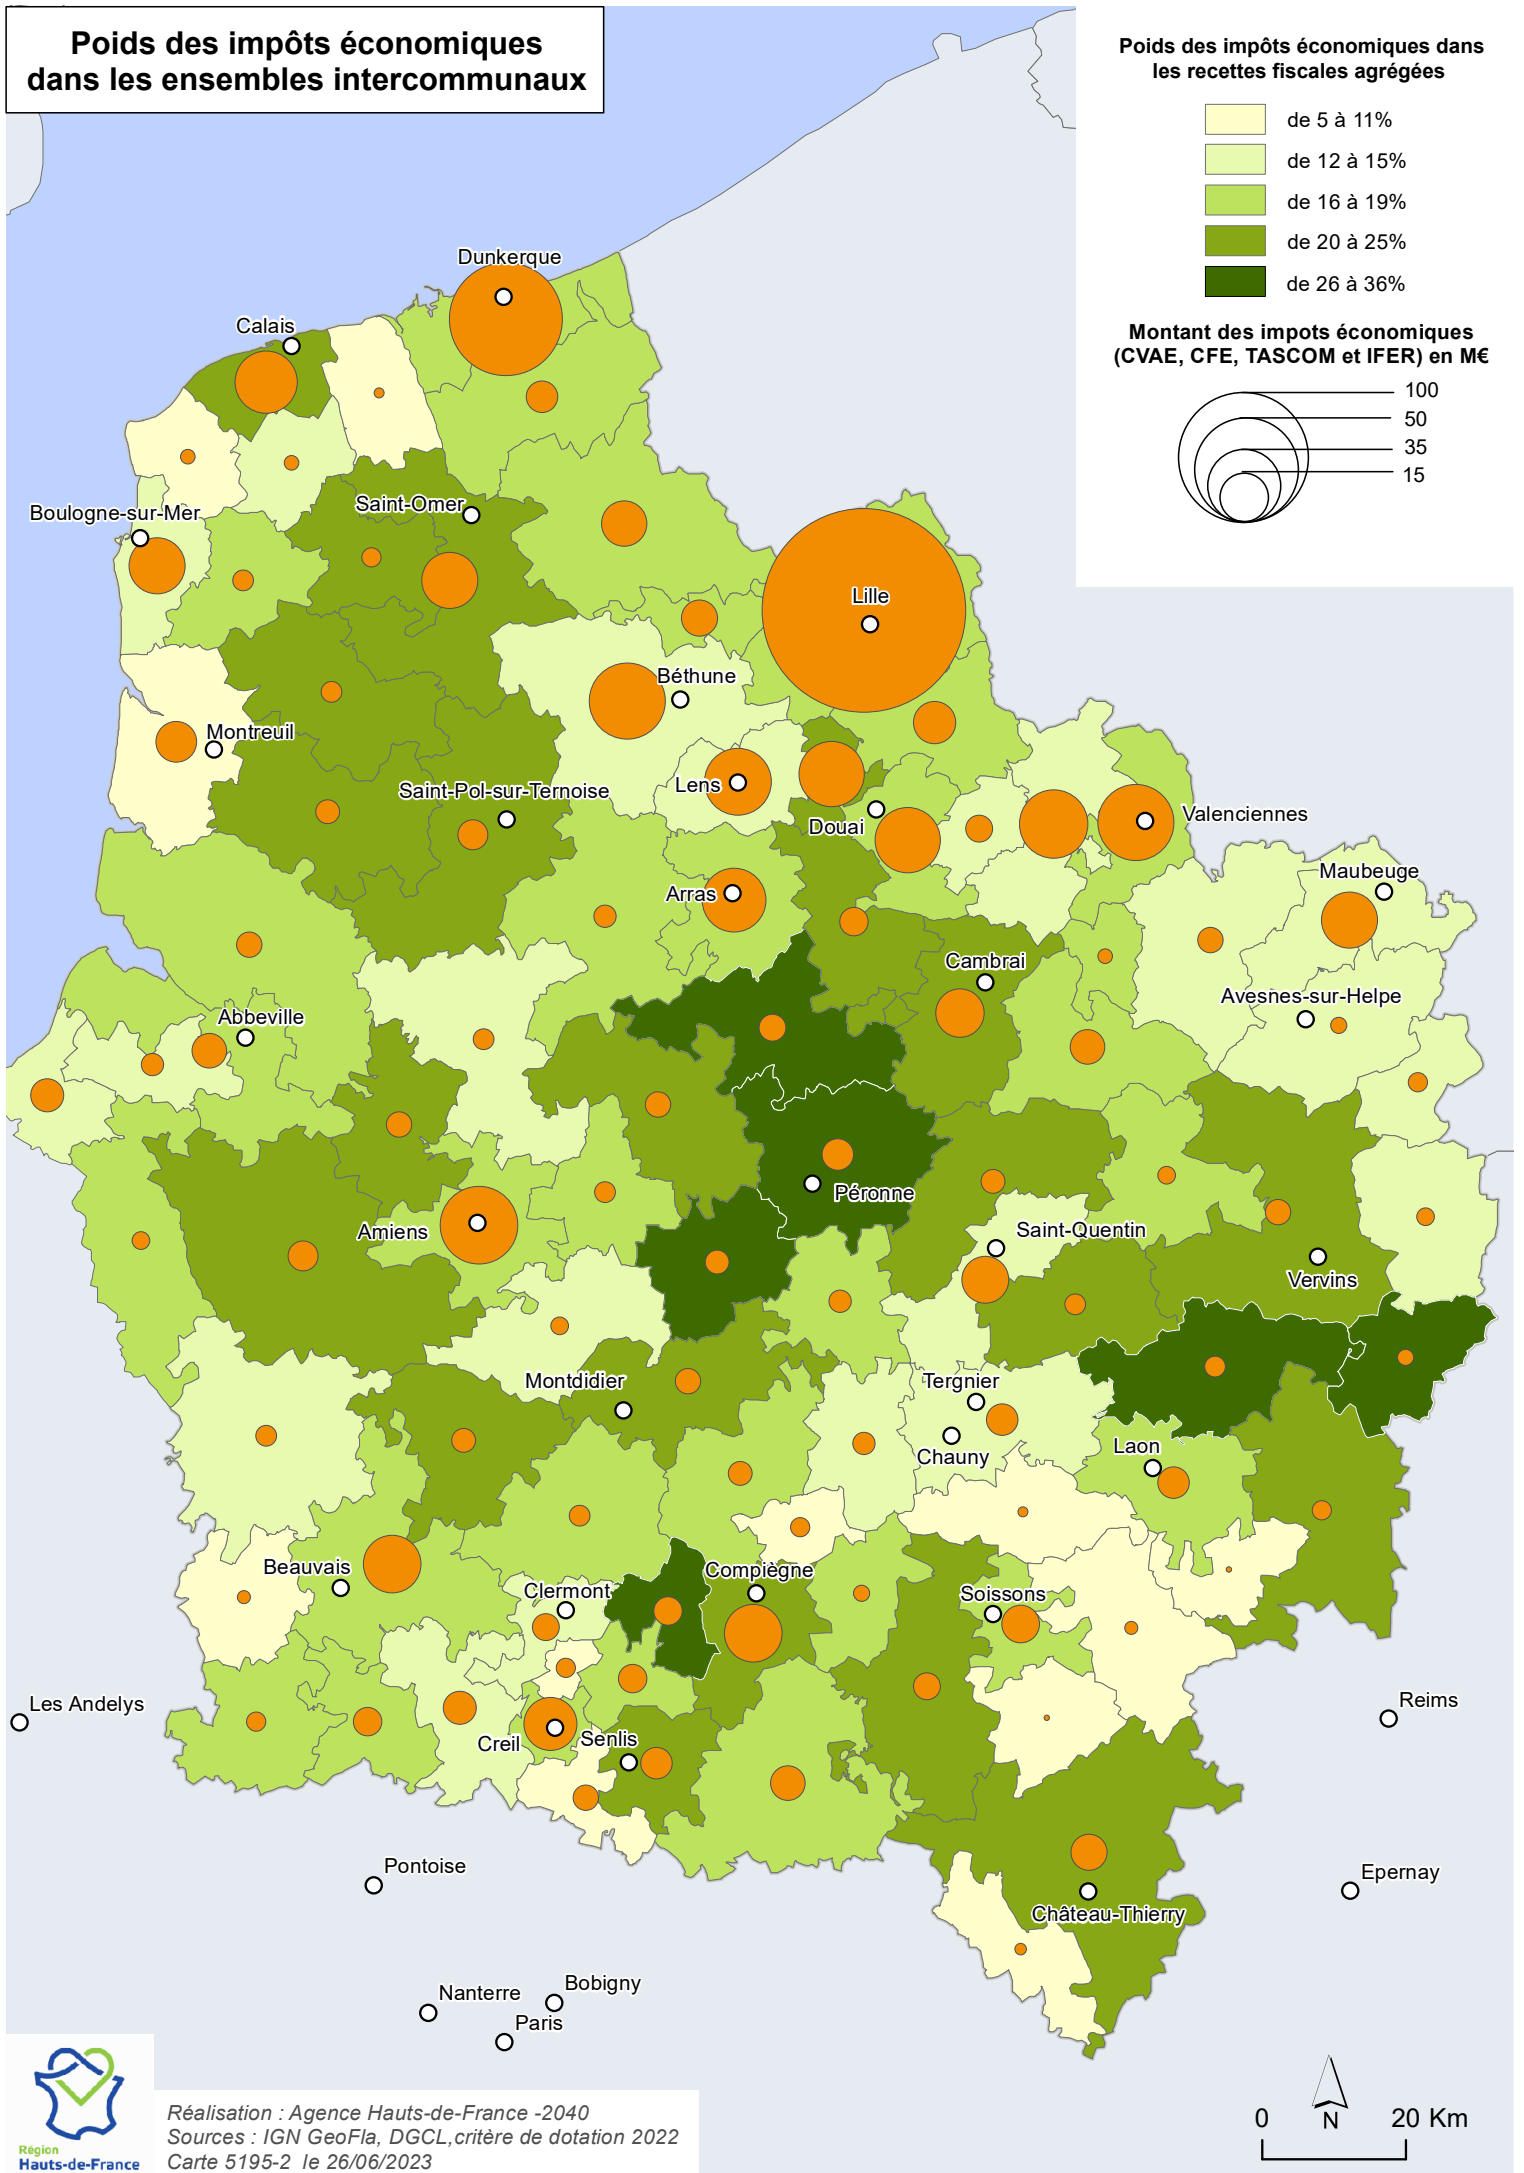 Poids des impôts économiques
dans les ensembles intercommunaux
Poids des impôts économiques dans
les recettes fiscales agrégées
de 5 à 11%
de 12 à 15%
de 16 à 19%
de 20 à 25%
de 26 à 36%
Montant des impots économiques
(CVAE, CFE, TASCOM et IFER) en M€
100
50
35
15
Dunkerque
Calais
Saint-Omer
Boulogne-sur-Mer
Lille
Béthune
Montreuil
Lens
Saint-Pol-sur-Ternoise
Douai
Valenciennes
Maubeuge
Arras
Cambrai
Avesnes-sur-Helpe
Abbeville
Péronne
Amiens
Saint-Quentin
Vervins
Montdidier
Tergnier
Chauny
Laon
Beauvais
Clermont
Compiègne
Soissons
Les Andelys
Reims
Creil
Senlis
Pontoise
Epernay
Château-Thierry
Nanterre
Bobigny
Paris
Région
Hauts-de-France
Réalisation : Agence Hauts-de-France -2040
Sources : IGN GeoFla, DGCL,critère de dotation 2022
Carte 5195-2 le 26/06/2023
0
N
20 Km